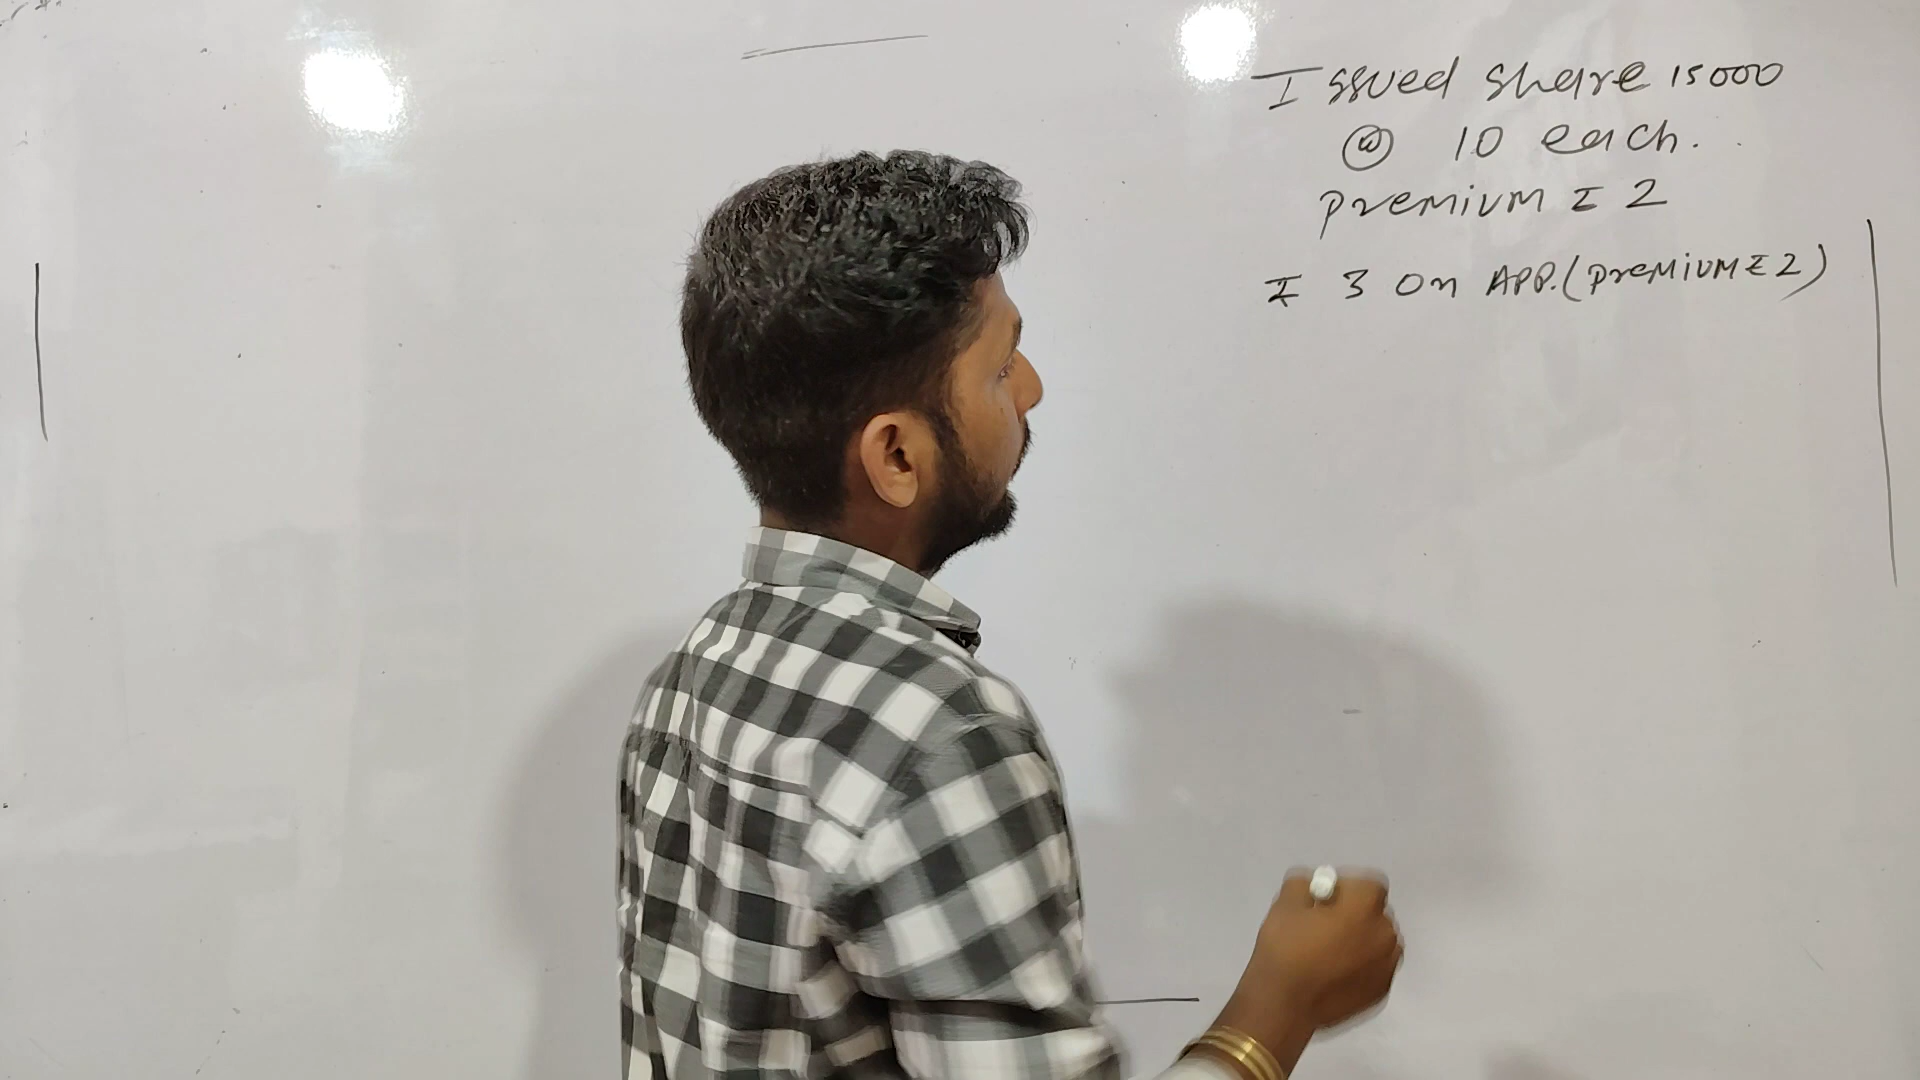 Issued share 15000
@ 10 each.
premium ₹ 2
₹ 3 on APP. (premium ₹ 2)